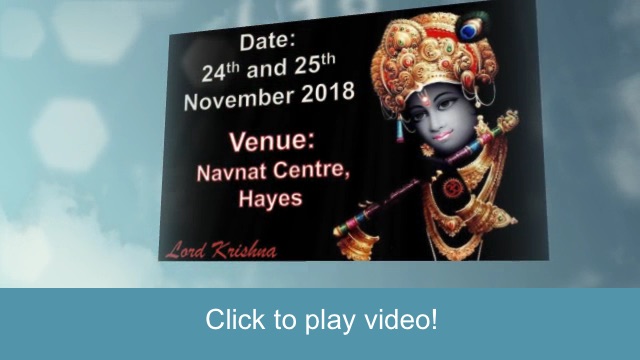 Date:
24th and 25th
November 2018
Venue:
Navnat Centre,
Hayes
Lord Krishna
Click to play video!